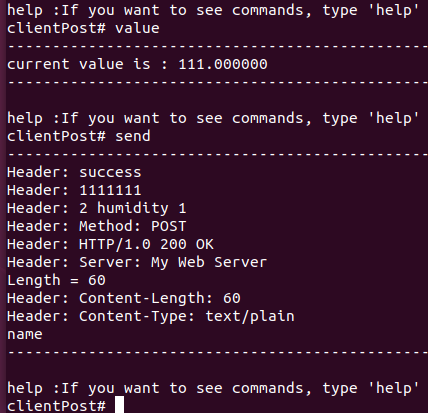 help :If you want to see commands, type 'help'
clientPost# value
------------------------------------------------
current value is : 111.000000
------------------------------------------------
help :If you want to see commands, type 'help'
clientPost# send
------------------------------------------------
Header: success
Header: 1111111
Header: 2 humidity 1
Header: Method: POST
Header: HTTP/1.0 200 OK
Header: Server: My Web Server
Length = 60
Header: Content-Length: 60
Header: Content-Type: text/plain
name
------------------------------------------------
help :If you want to see commands, type 'help'
clientPost#